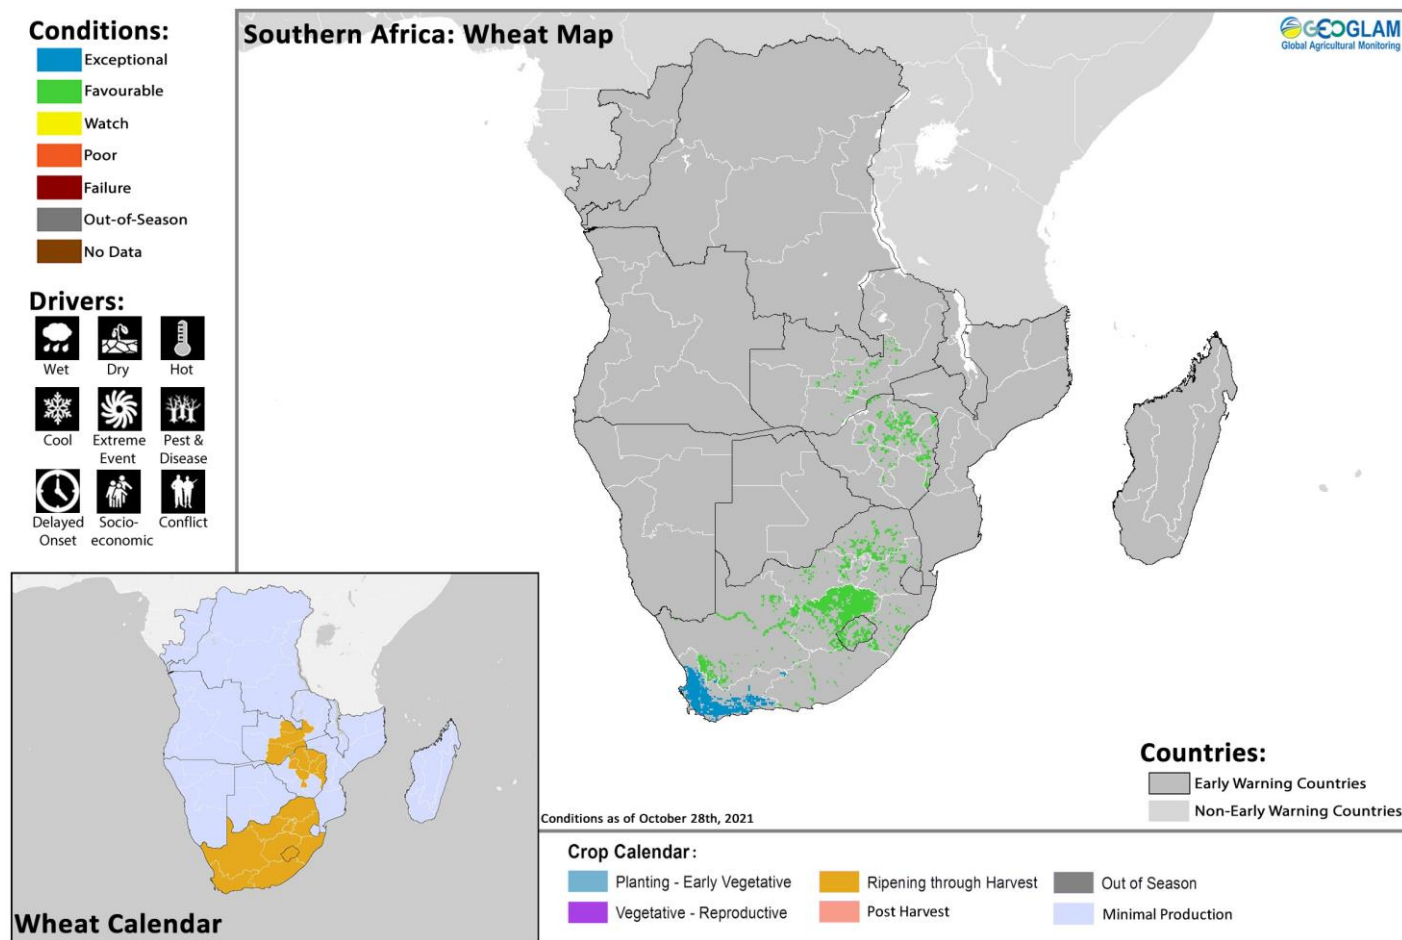 Conditions:
Exceptional
Favourable
Watch
Poor
Failure
Out-of-Season
No Data
Drivers:
Wet
Dry
Hot
Cool
Extreme
Event
Pest &
Disease
Delayed
Onset
Socio-
economic
Conflict
Southern Africa: Wheat Map
GEOGLAM
Global Agricultural Monitoring
Countries:
Early Warning Countries
Non-Early Warning Countries
Conditions as of October 28th, 2021
Wheat Calendar
Crop Calendar:
Planting - Early Vegetative
Ripening through Harvest
Out of Season
Vegetative - Reproductive
Post Harvest
Minimal Production